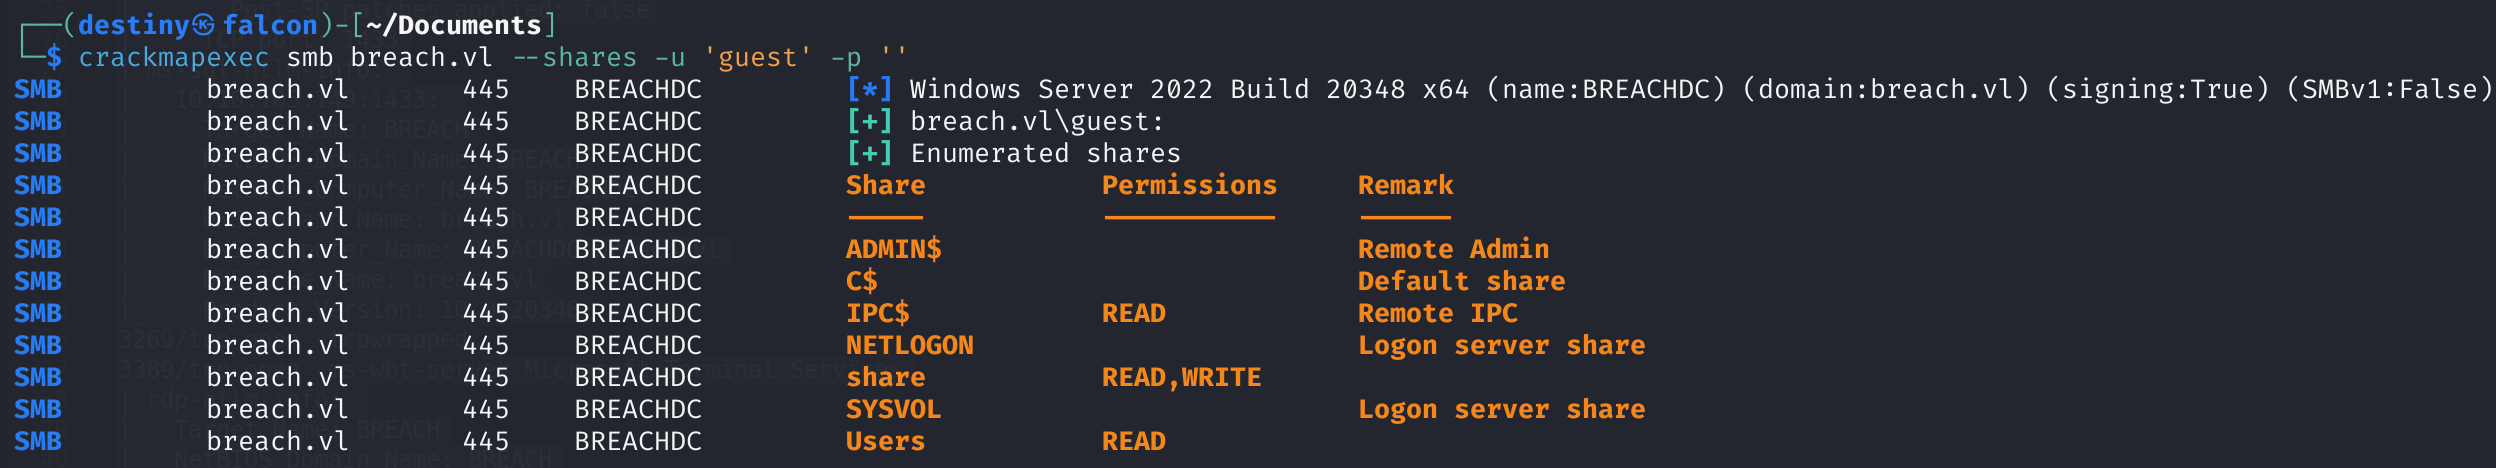 ┌──(destiny㉿falcon)-[~/Documents]
└─$ crackmapexec smb breach.vl --shares -u 'guest' -p ''
SMB breach.vl 445 BREACHDC [*] Windows Server 2022 Build 20348 x64 (name:BREACHDC) (domain:breach.vl) (signing:True) (SMBv1:False)
SMB breach.vl 445 BREACHDC [+] breach.vl\guest:
SMB breach.vl 445 BREACHDC [+] Enumerated shares
SMB breach.vl 445 BREACHDC Share Permissions Remark
SMB breach.vl 445 BREACHDC ----- ----------- ------
SMB breach.vl 445 BREACHDC ADMIN$ Remote Admin
SMB breach.vl 445 BREACHDC C$ Default share
SMB breach.vl 445 BREACHDC IPC$ READ Remote IPC
SMB breach.vl 445 BREACHDC NETLOGON Logon server share
SMB breach.vl 445 BREACHDC share READ,WRITE
SMB breach.vl 445 BREACHDC SYSVOL Logon server share
SMB breach.vl 445 BREACHDC Users READ